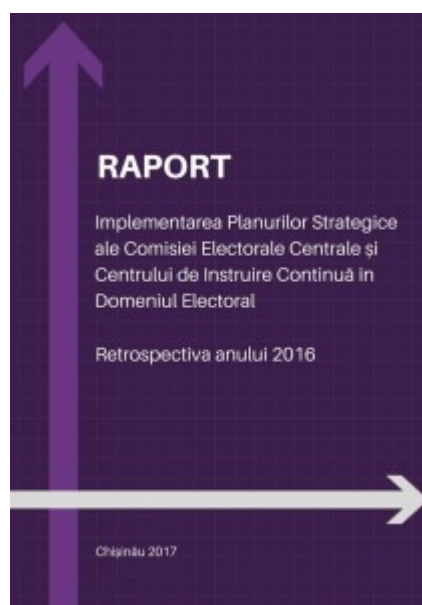 RAPORT
Implementarea Planurilor Strategice
ale Comisiei Electorale Centrale și
Centrului de Instruire Continuă in
Domeniul Electoral
Retrospectiva anului 2016
Chișinău 2017